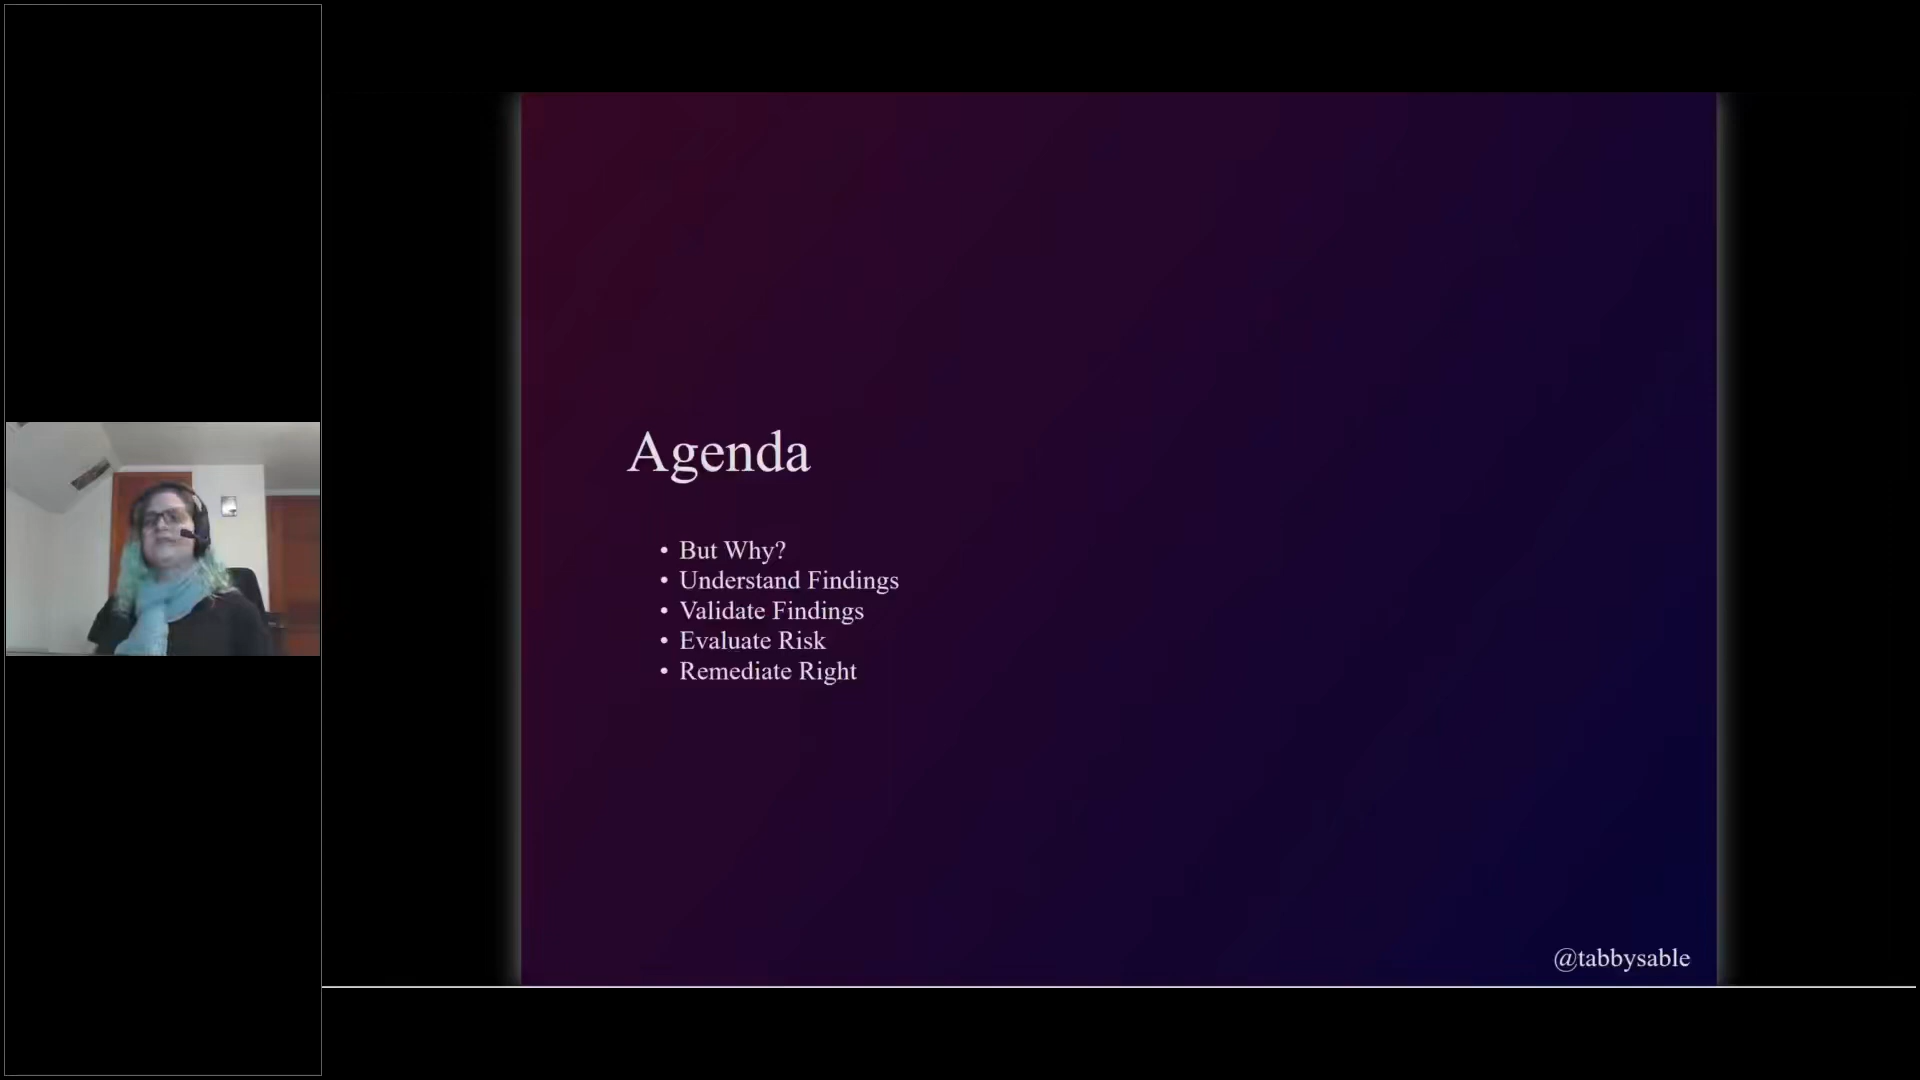 Agenda
• But Why?
• Understand Findings
• Validate Findings
• Evaluate Risk
• Remediate Right
@tabbysable